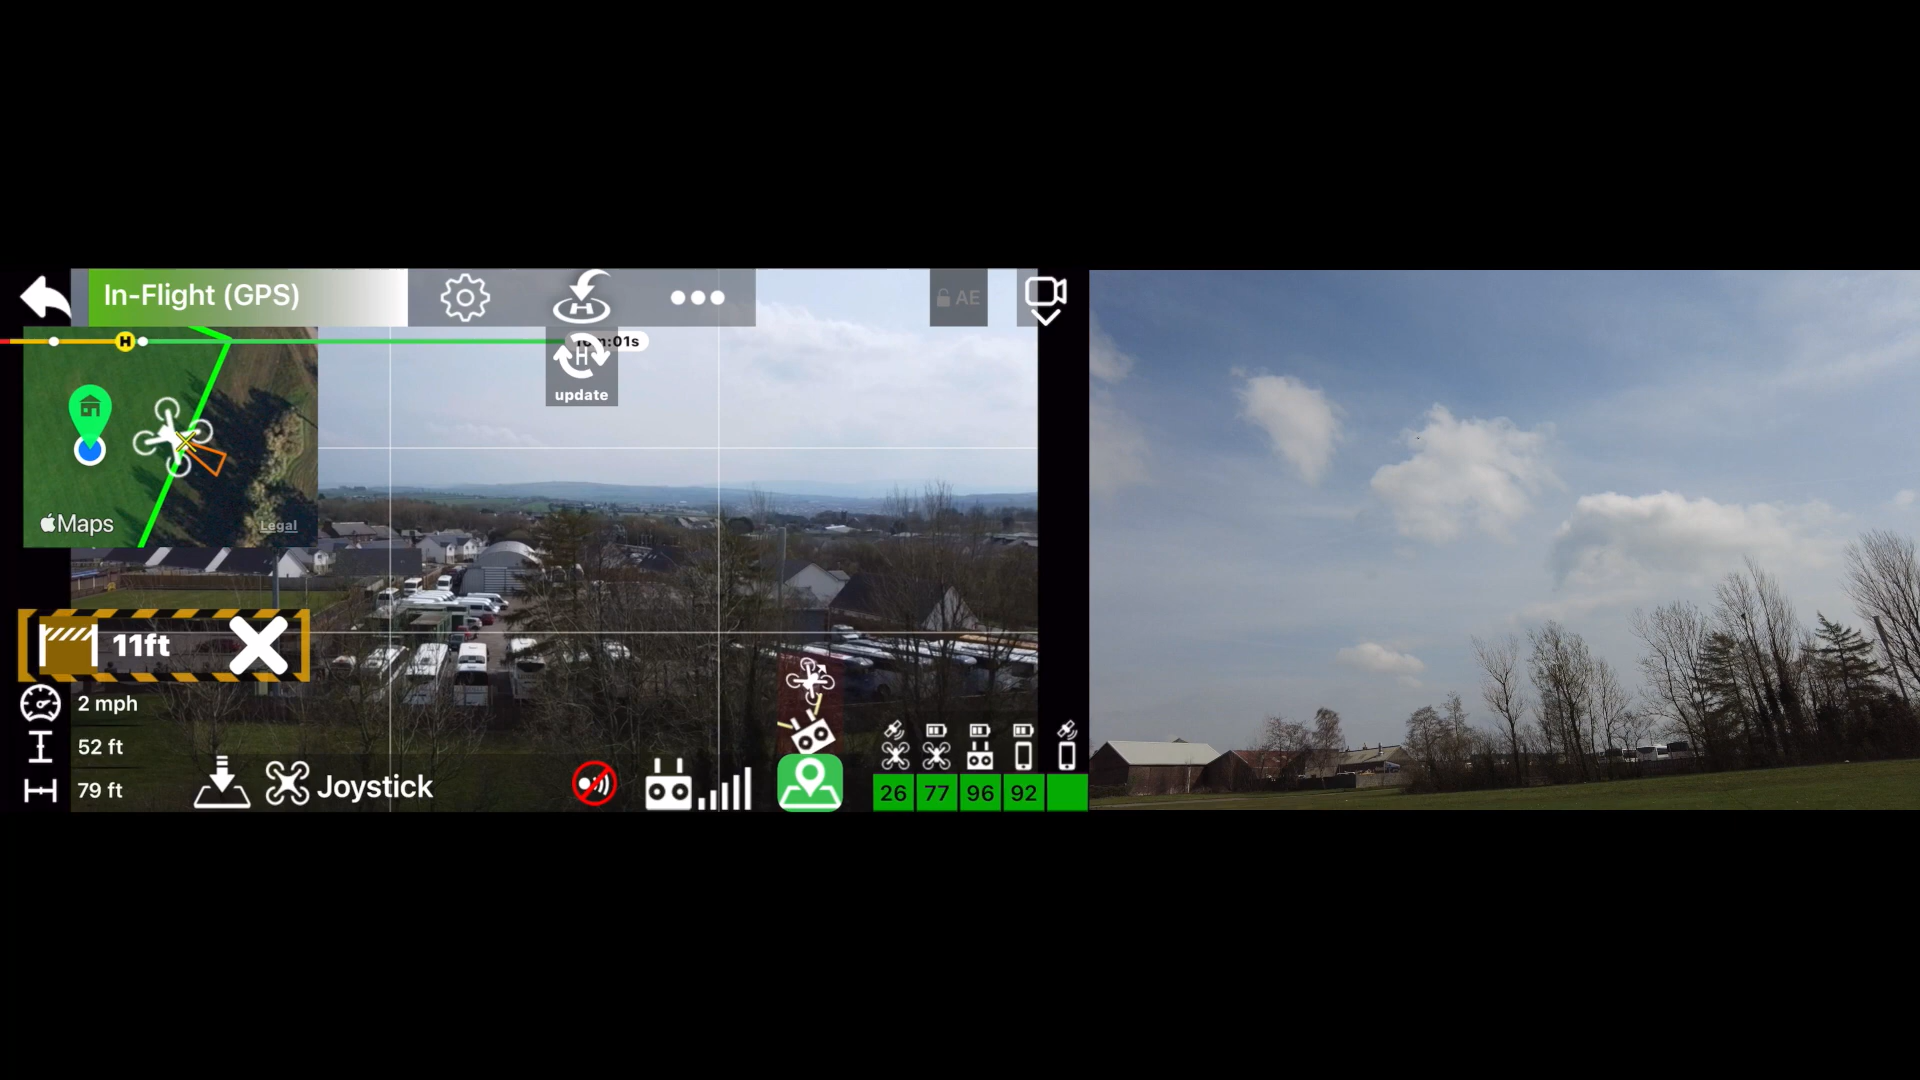 In-Flight (GPS)
AE
H
:01s
H
update
Maps
Legal
11ft
2 mph
52 ft
79 ft
Joystick
26 77 96 92